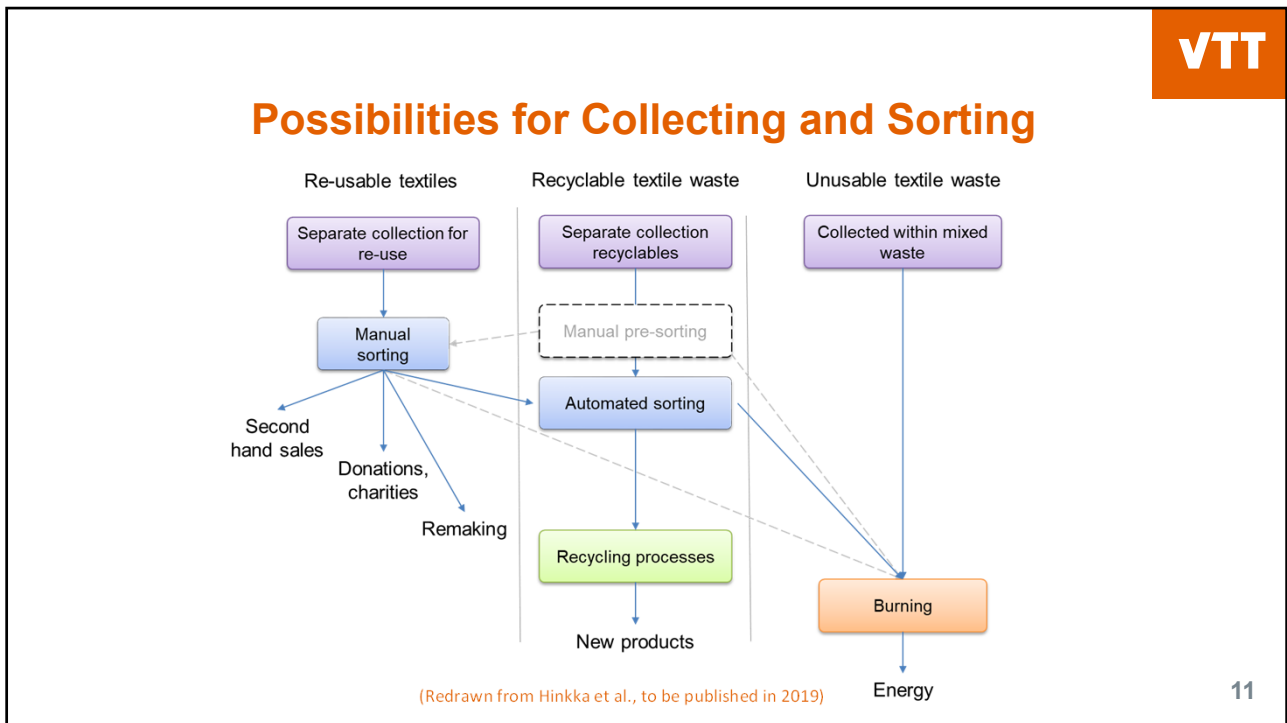 VTT
Possibilities for Collecting and Sorting
Re-usable textiles
Recyclable textile waste
Unusable textile waste
Separate collection for
re-use
Separate collection
recyclables
Collected within mixed
waste
Manual
sorting
Manual pre-sorting
Automated sorting
Second
hand sales
Donations,
charities
Remaking
Recycling processes
New products
Burning
Energy
(Redrawn from Hinkka et al., to be published in 2019)
11